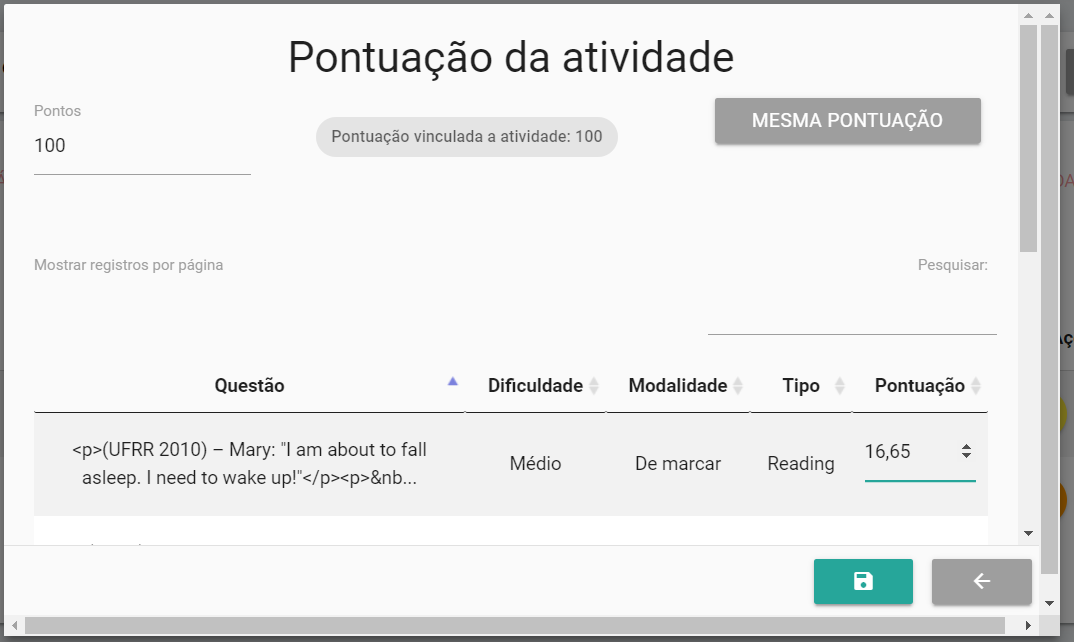 Pontuação da atividade
Pontos
100
Pontuação vinculada a atividade: 100
MESMA PONTUAÇÃO
Mostrar registros por página
Pesquisar:
Questão Dificuldade Modalidade Tipo Pontuação
<p>(UFRR 2010) – Mary: "I am about to fall
asleep. I need to wake up!"</p><p>&nb...
Médio De marcar Reading 16,65